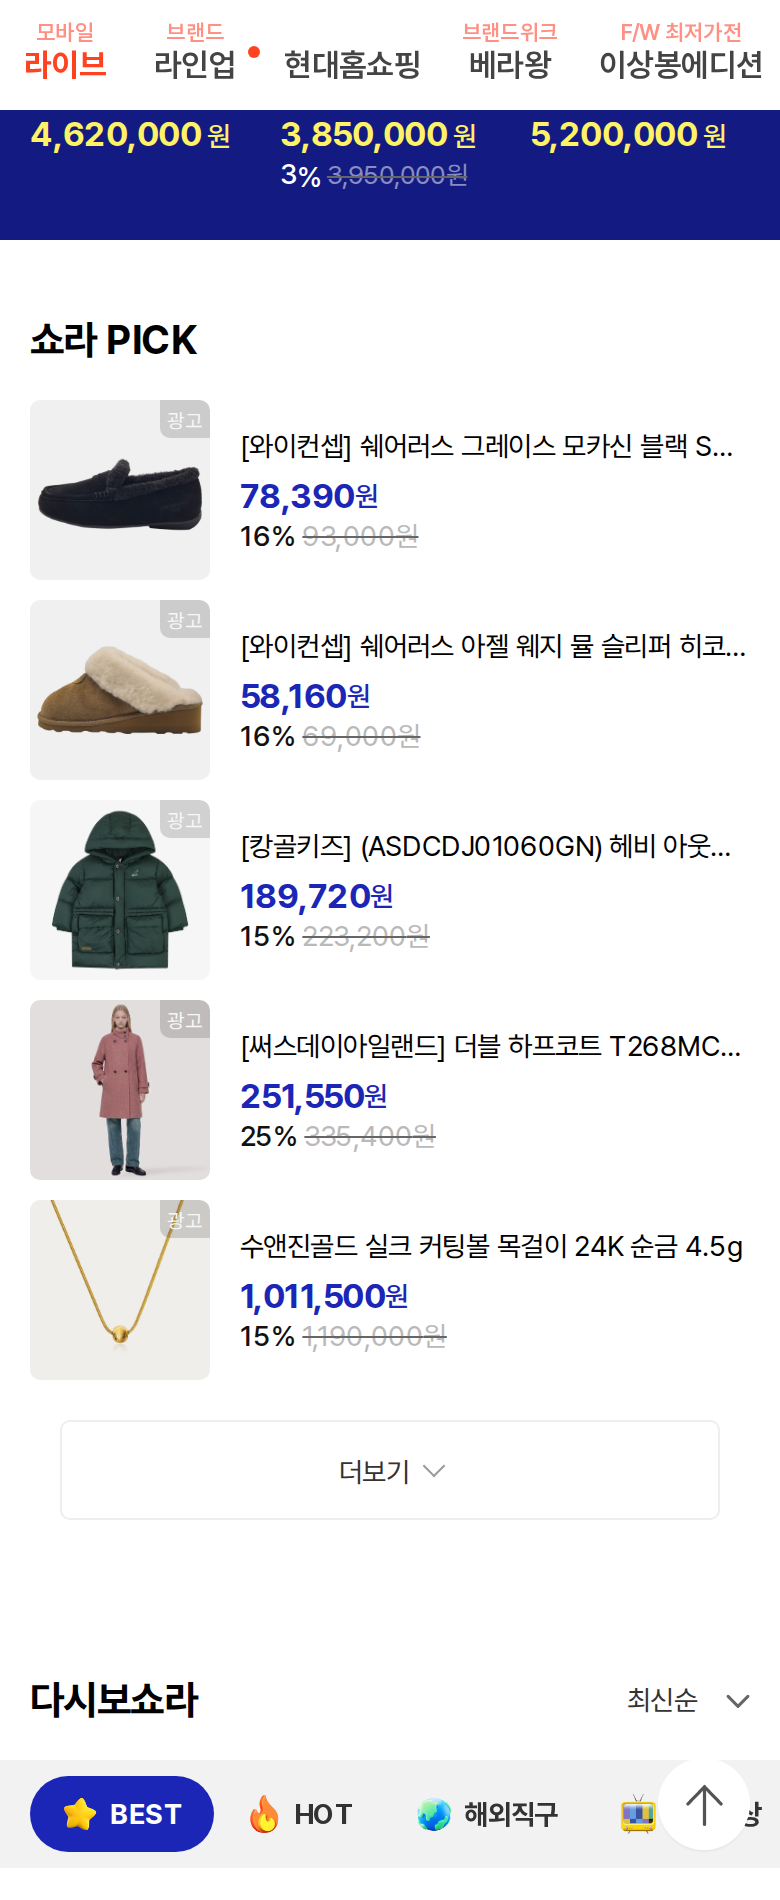 모바일 브랜드 브랜드위크 F/W 최저가전
라이브 라인업 현대홈쇼핑 베라왕 이상봉에디션
4,620,000 원 3,850,000 원 5,200,000 원
3% 3,950,000원
쇼라 PICK
광고
[와이컨셉] 쉐어러스 그레이스 모카신 블랙 S...
78,390원
16% 93,000원
광고
[와이컨셉] 쉐어러스 아젤 웨지 뮬 슬리퍼 히코...
58,160원
16% 69,000원
광고
[캉골키즈] (ASDCDJ01060GN) 헤비 아웃...
189,720원
15% 223,200원
광고
[써스데이아일랜드] 더블 하프코트 T268MC...
251,550원
25% 335,400원
광고
수앤진골드 실크 커팅볼 목걸이 24K 순금 4.5g
1,011,500원
15% 1,190,000원
더보기
다시보쇼라 최신순
BEST HOT 해외직구